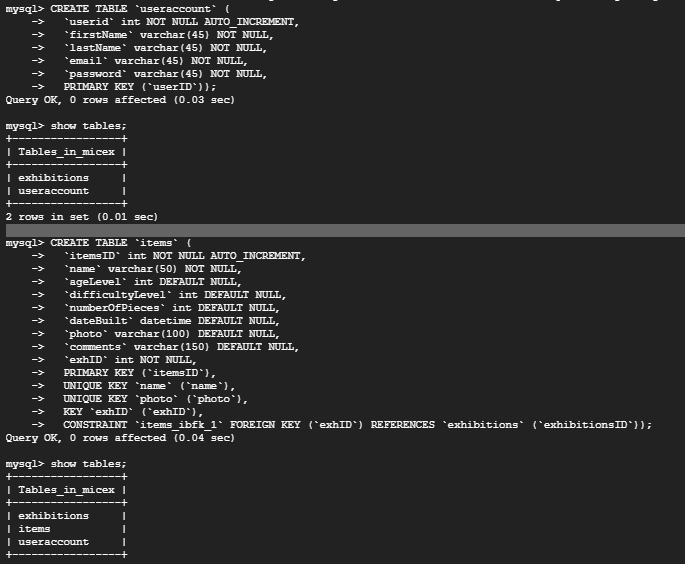 mysql> CREATE TABLE `useraccount` (
    ->   `userid` int NOT NULL AUTO_INCREMENT,
    ->   `firstName` varchar(45) NOT NULL,
    ->   `lastName` varchar(45) NOT NULL,
    ->   `email` varchar(45) NOT NULL,
    ->   `password` varchar(45) NOT NULL,
    ->   PRIMARY KEY (`userID`));
Query OK, 0 rows affected (0.03 sec)
mysql> show tables;
+-----------------+
| Tables_in_micex |
+-----------------+
| exhibitions     |
| useraccount     |
+-----------------+
2 rows in set (0.01 sec)
mysql> CREATE TABLE `items` (
    ->   `itemsID` int NOT NULL AUTO_INCREMENT,
    ->   `name` varchar(50) NOT NULL,
    ->   `ageLevel` int DEFAULT NULL,
    ->   `difficultyLevel` int DEFAULT NULL,
    ->   `numberOfPieces` int DEFAULT NULL,
    ->   `dateBuilt` datetime DEFAULT NULL,
    ->   `photo` varchar(100) DEFAULT NULL,
    ->   `comments` varchar(150) DEFAULT NULL,
    ->   `exhID` int NOT NULL,
    ->   PRIMARY KEY (`itemsID`),
    ->   UNIQUE KEY `name` (`name`),
    ->   UNIQUE KEY `photo` (`photo`),
    ->   KEY `exhID` (`exhID`),
    ->   CONSTRAINT `items_ibfk_1` FOREIGN KEY (`exhID`) REFERENCES `exhibitions` (`exhibitionsID`));
Query OK, 0 rows affected (0.04 sec)
mysql> show tables;
+-----------------+
| Tables_in_micex |
+-----------------+
| exhibitions     |
| items           |
| useraccount     |
+-----------------+